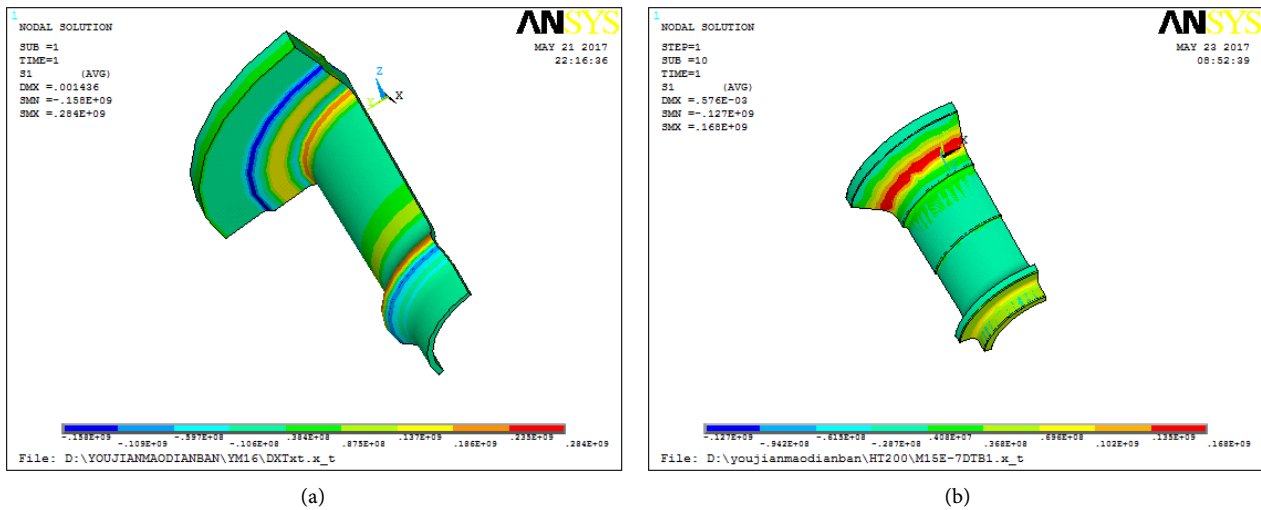 1
NODAL SOLUTION
SUB =1
TIME=1
S1 (AVG)
DMX =.001436
SMN =-.158E+09
SMX =.284E+09
ANSYS
MAY 21 2017
22:16:36
Z
Y
X
-.158E+09 -.109E+09 -.597E+08 -.106E+08 .384E+08 .875E+08 .137E+09 .186E+09 .235E+09 .284E+09
File: D:\YOUJIANMAODIANBAN\YM16\DXTxt.x_t
(a)
1
NODAL SOLUTION
STEP=1
SUB =10
TIME=1
S1 (AVG)
DMX =.576E-03
SMN =-.127E+09
SMX =.168E+09
ANSYS
MAY 23 2017
08:52:39
X
-.127E+09 -.942E+08 -.615E+08 -.287E+08 .408E+07 .368E+08 .696E+08 .102E+09 .135E+09 .168E+09
File: D:\youjianmaodianban\HT200\M15E-7DTB1.x_t
(b)